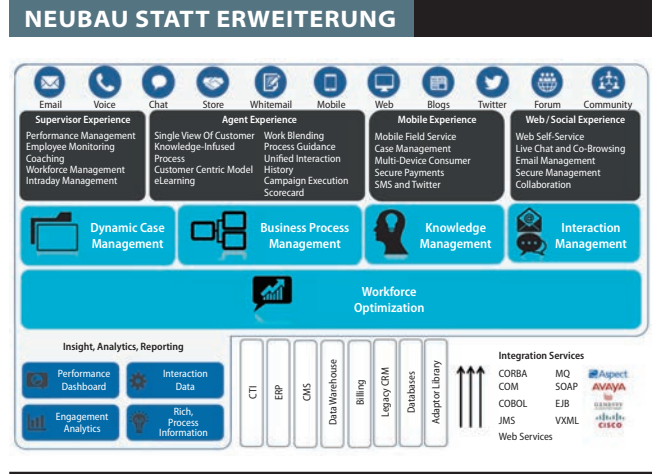 NEUBAU STATT ERWEITERUNG
Email Voice Chat Store Whitemail Mobile Web Blogs Twitter Forum Community
Supervisor Experience
Performance Management
Employee Monitoring
Coaching
Workforce Management
Intraday Management
Agent Experience
Single View Of Customer
Knowledge-Infused
Process
Customer Centric Model
eLearning
Work Blending
Process Guidance
Unified Interaction
History
Campaign Execution
Scorecard
Mobile Experience
Mobile Field Service
Case Management
Multi-Device Consumer
Secure Payments
SMS and Twitter
Web/Social Experience
Web Self-Service
Live Chat and Co-Browsing
Email Management
Secure Management
Collaboration
Dynamic Case
Management
Business Process
Management
Knowledge
Management
Interaction
Management
Workforce
Optimization
Insight, Analytics, Reporting
Performance
Dashboard
Interaction
Data
Engagement
Analytics
Rich,
Process
Information
CTI
ERP
CMS
Data Warehouse
Billing
Legacy CRM
Databases
Adaptor Library
Integration Services
CORBA MQ
COM SOAP
COBOL EJB
JMS VXML
Web Services
Aspect
AVAYA
GENESYS
CISCO